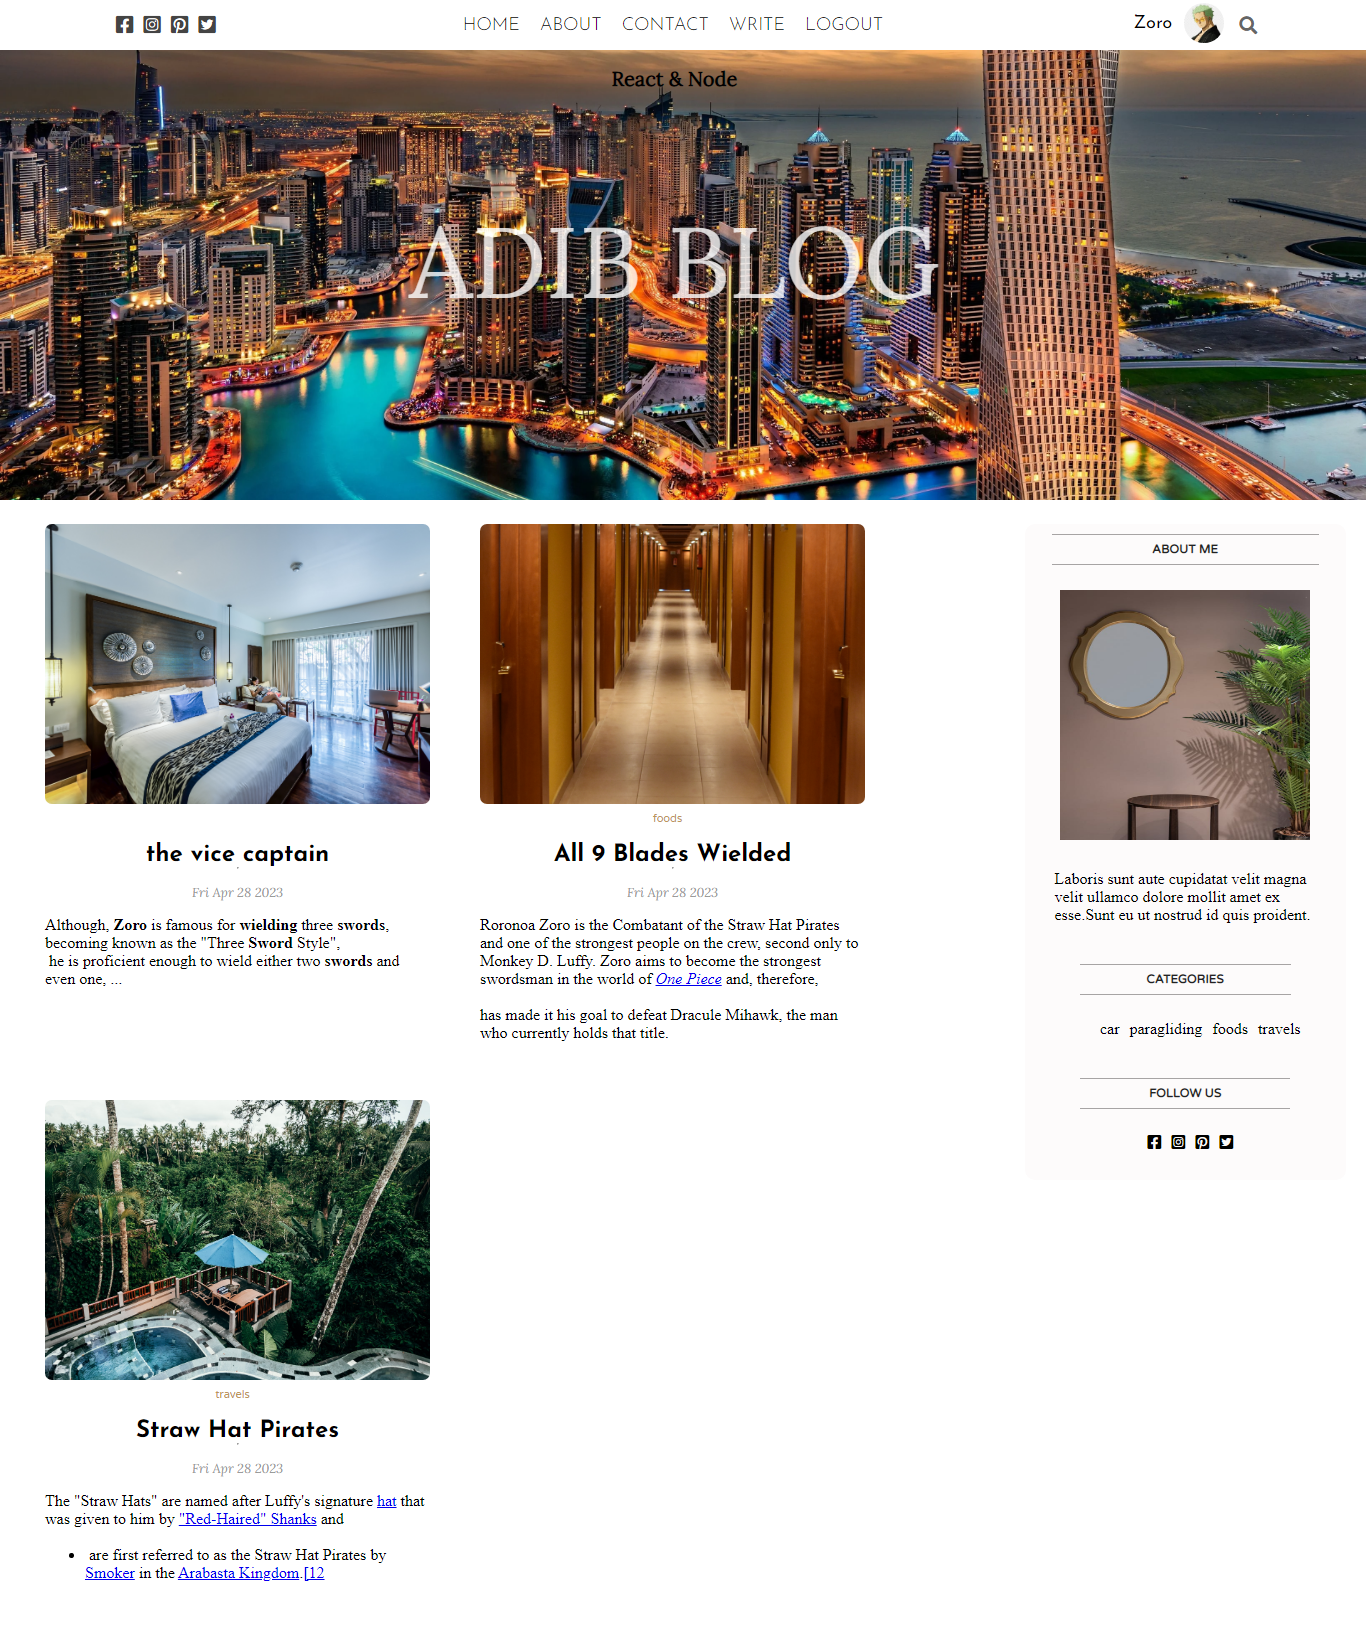 HOME ABOUT CONTACT WRITE LOGOUT
Zoro
React & Node
ADIB BLOG
the vice captain
Fri Apr 28 2023
Although, Zoro is famous for wielding three swords,
becoming known as the "Three Sword Style",
he is proficient enough to wield either two swords and
even one, ...
foods
All 9 Blades Wielded
Fri Apr 28 2023
Roronoa Zoro is the Combatant of the Straw Hat Pirates
and one of the strongest people on the crew, second only to
Monkey D. Luffy. Zoro aims to become the strongest
swordsman in the world of One Piece and, therefore,
has made it his goal to defeat Dracule Mihawk, the man
who currently holds that title.
travels
Straw Hat Pirates
Fri Apr 28 2023
The "Straw Hats" are named after Luffy's signature hat that
was given to him by "Red-Haired" Shanks and
• are first referred to as the Straw Hat Pirates by
Smoker in the Arabasta Kingdom.[12
ABOUT ME
Laboris sunt aute cupidatat velit magna
velit ullamco dolore mollit amet ex
esse.Sunt eu ut nostrud id quis proident.
CATEGORIES
car paragliding foods travels
FOLLOW US